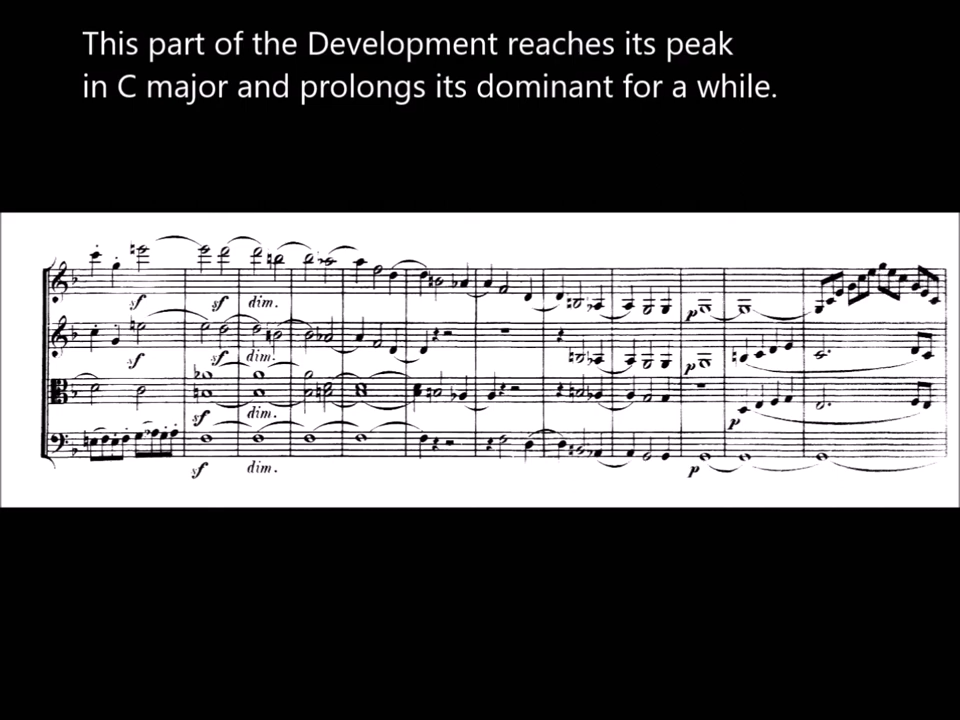 This part of the Development reaches its peak
in C major and prolongs its dominant for a while.
sf sf dim.
sf sf dim.
sf dim.
sf dim.
p
p
p
p